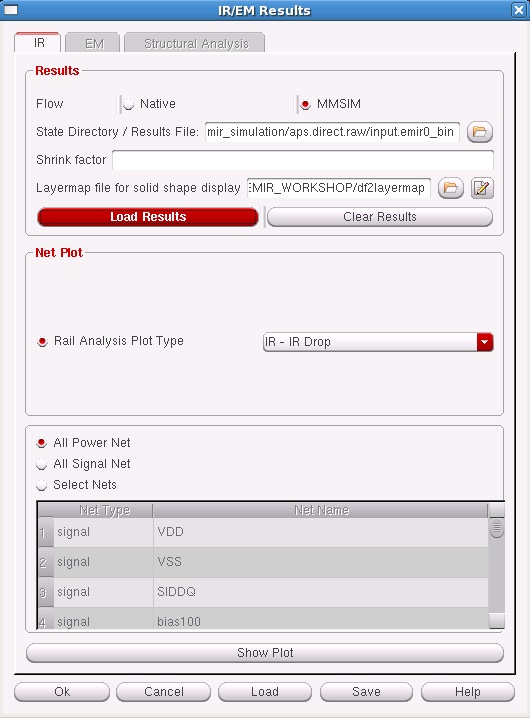 IR/EM Results
IR EM Structural Analysis
Results
Flow Native MMSIM
State Directory / Results File: mir_simulation/aps.direct.raw/input.emir0_bin
Shrink factor
Layermap file for solid shape display EMIR_WORKSHOP/df2layermap
Load Results Clear Results
Net Plot
Rail Analysis Plot Type IR - IR Drop
All Power Net
All Signal Net
Select Nets
Net Type Net Name
1 signal VDD
2 signal VSS
3 signal SIDDQ
4 signal bias100
Show Plot
Ok Cancel Load Save Help